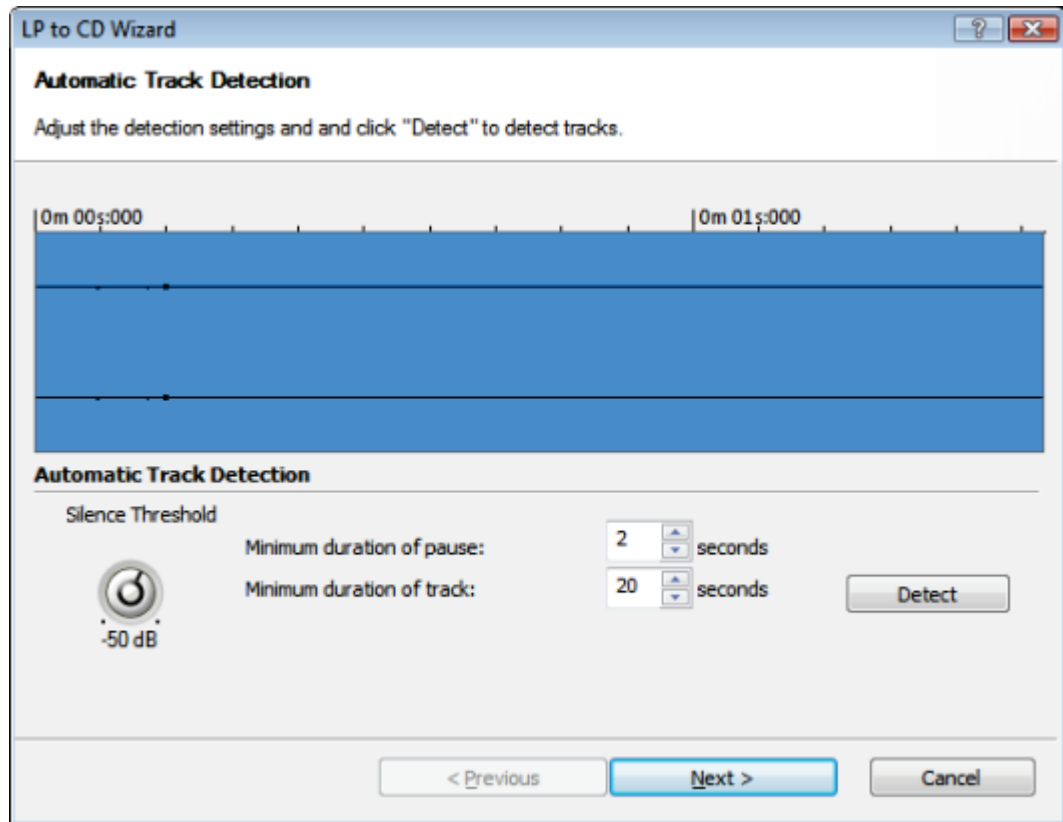 LP to CD Wizard
Automatic Track Detection
Adjust the detection settings and and click "Detect" to detect tracks.
0m 00s:000 0m 01s:000
Automatic Track Detection
Silence Threshold
Minimum duration of pause: 2 seconds
Minimum duration of track: 20 seconds Detect
-50 dB
< Previous Next > Cancel